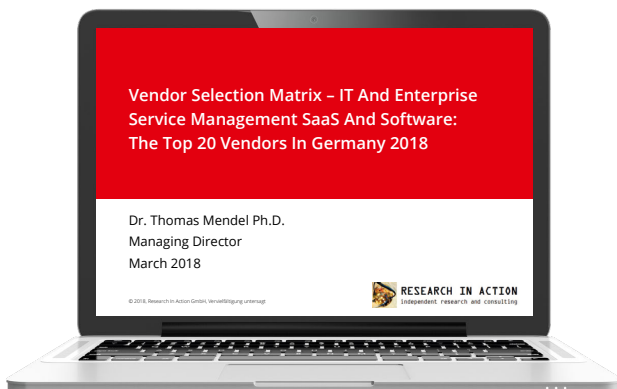 Vendor Selection Matrix – IT And Enterprise
Service Management SaaS And Software:
The Top 20 Vendors In Germany 2018
Dr. Thomas Mendel Ph.D.
Managing Director
March 2018
© 2018, Research In Action GmbH, Vervielfältigung untersagt
RESEARCH IN ACTION
independent research and consulting